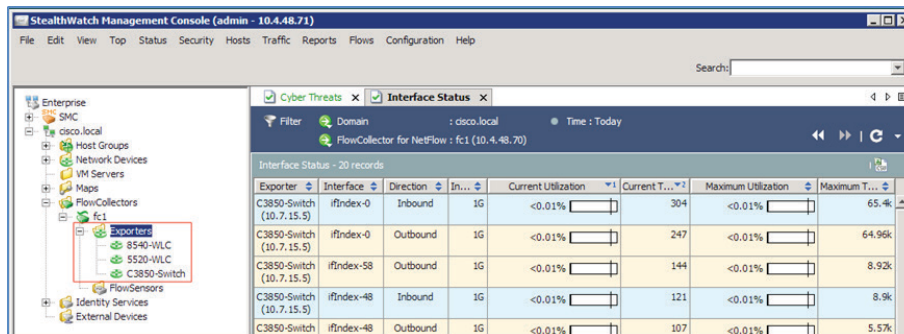 StealthWatch Management Console (admin - 10.4.48.71)
File Edit View Top Status Security Hosts Traffic Reports Flows Configuration Help
Search:
Enterprise
SMC
cisco.local
Host Groups
Network Devices
VM Servers
Maps
FlowCollectors
fc1
Exporters
8540-WLC
5520-WLC
C3850-Switch
FlowSensors
Identity Services
External Devices
Cyber Threats x Interface Status x
Filter Domain : cisco.local Time : Today
FlowCollector for NetFlow : fc1 (10.4.48.70)
Interface Status - 20 records
Exporter Interface Direction In... Current Utilization 1 Current T... 2 Maximum Utilization Maximum T...
C3850-Switch ifIndex-0 Inbound 1G <0.01% 304 <0.01% 65.4k
(10.7.15.5)
C3850-Switch ifIndex-0 Outbound 1G <0.01% 247 <0.01% 64.96k
(10.7.15.5)
C3850-Switch ifIndex-58 Outbound 1G <0.01% 144 <0.01% 8.92k
(10.7.15.5)
C3850-Switch ifIndex-48 Inbound 1G <0.01% 121 <0.01% 8.9k
(10.7.15.5)
C3850-Switch ifIndex-48 Outbound 1G <0.01% 107 <0.01% 5.57k